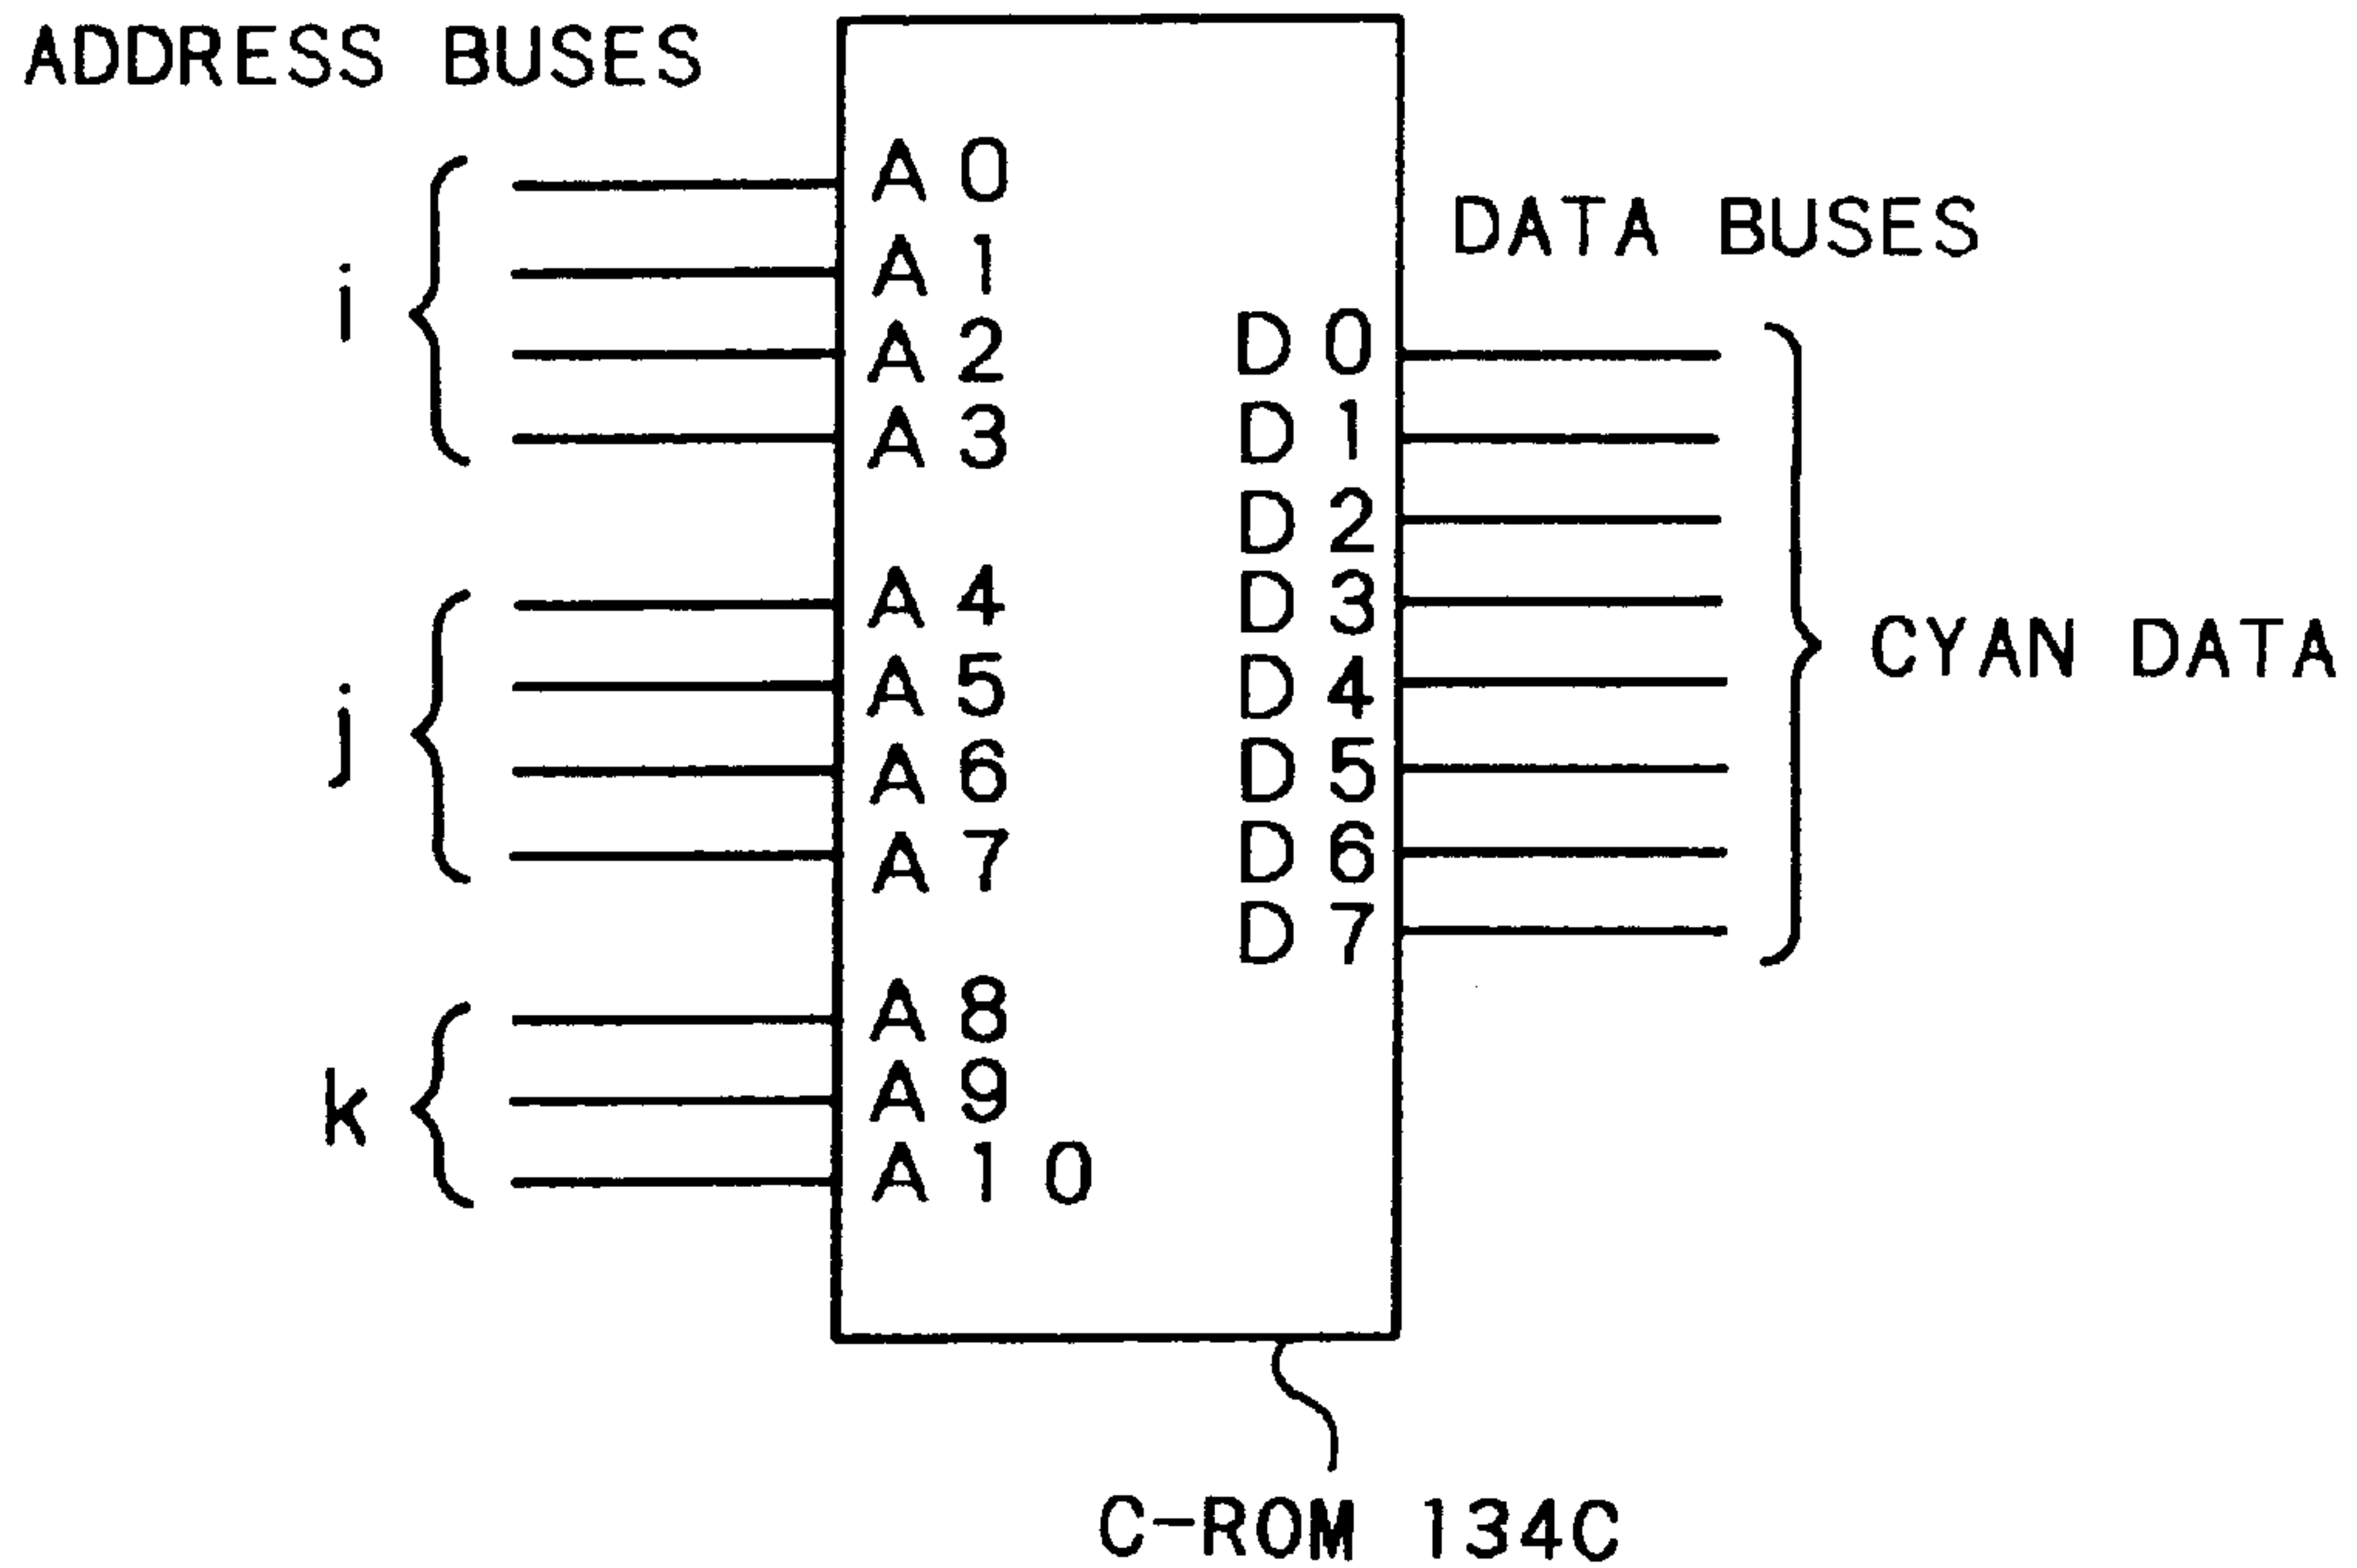 ADDRESS BUSES
i
A0
A1
A2
A3
j
A4
A5
A6
A7
k
A8
A9
A10
DATA BUSES
D0
D1
D2
D3
D4
D5
D6
D7
CYAN DATA
C-ROM 134C